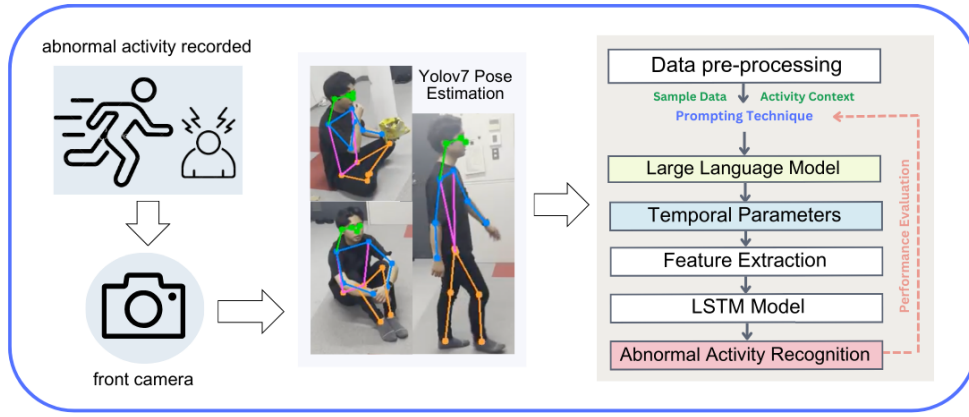 abnormal activity recorded
front camera
Yolov7 Pose
Estimation
Data pre-processing
Sample Data
Activity Context
Prompting Technique
Large Language Model
Temporal Parameters
Feature Extraction
LSTM Model
Abnormal Activity Recognition
Performance Evaluation